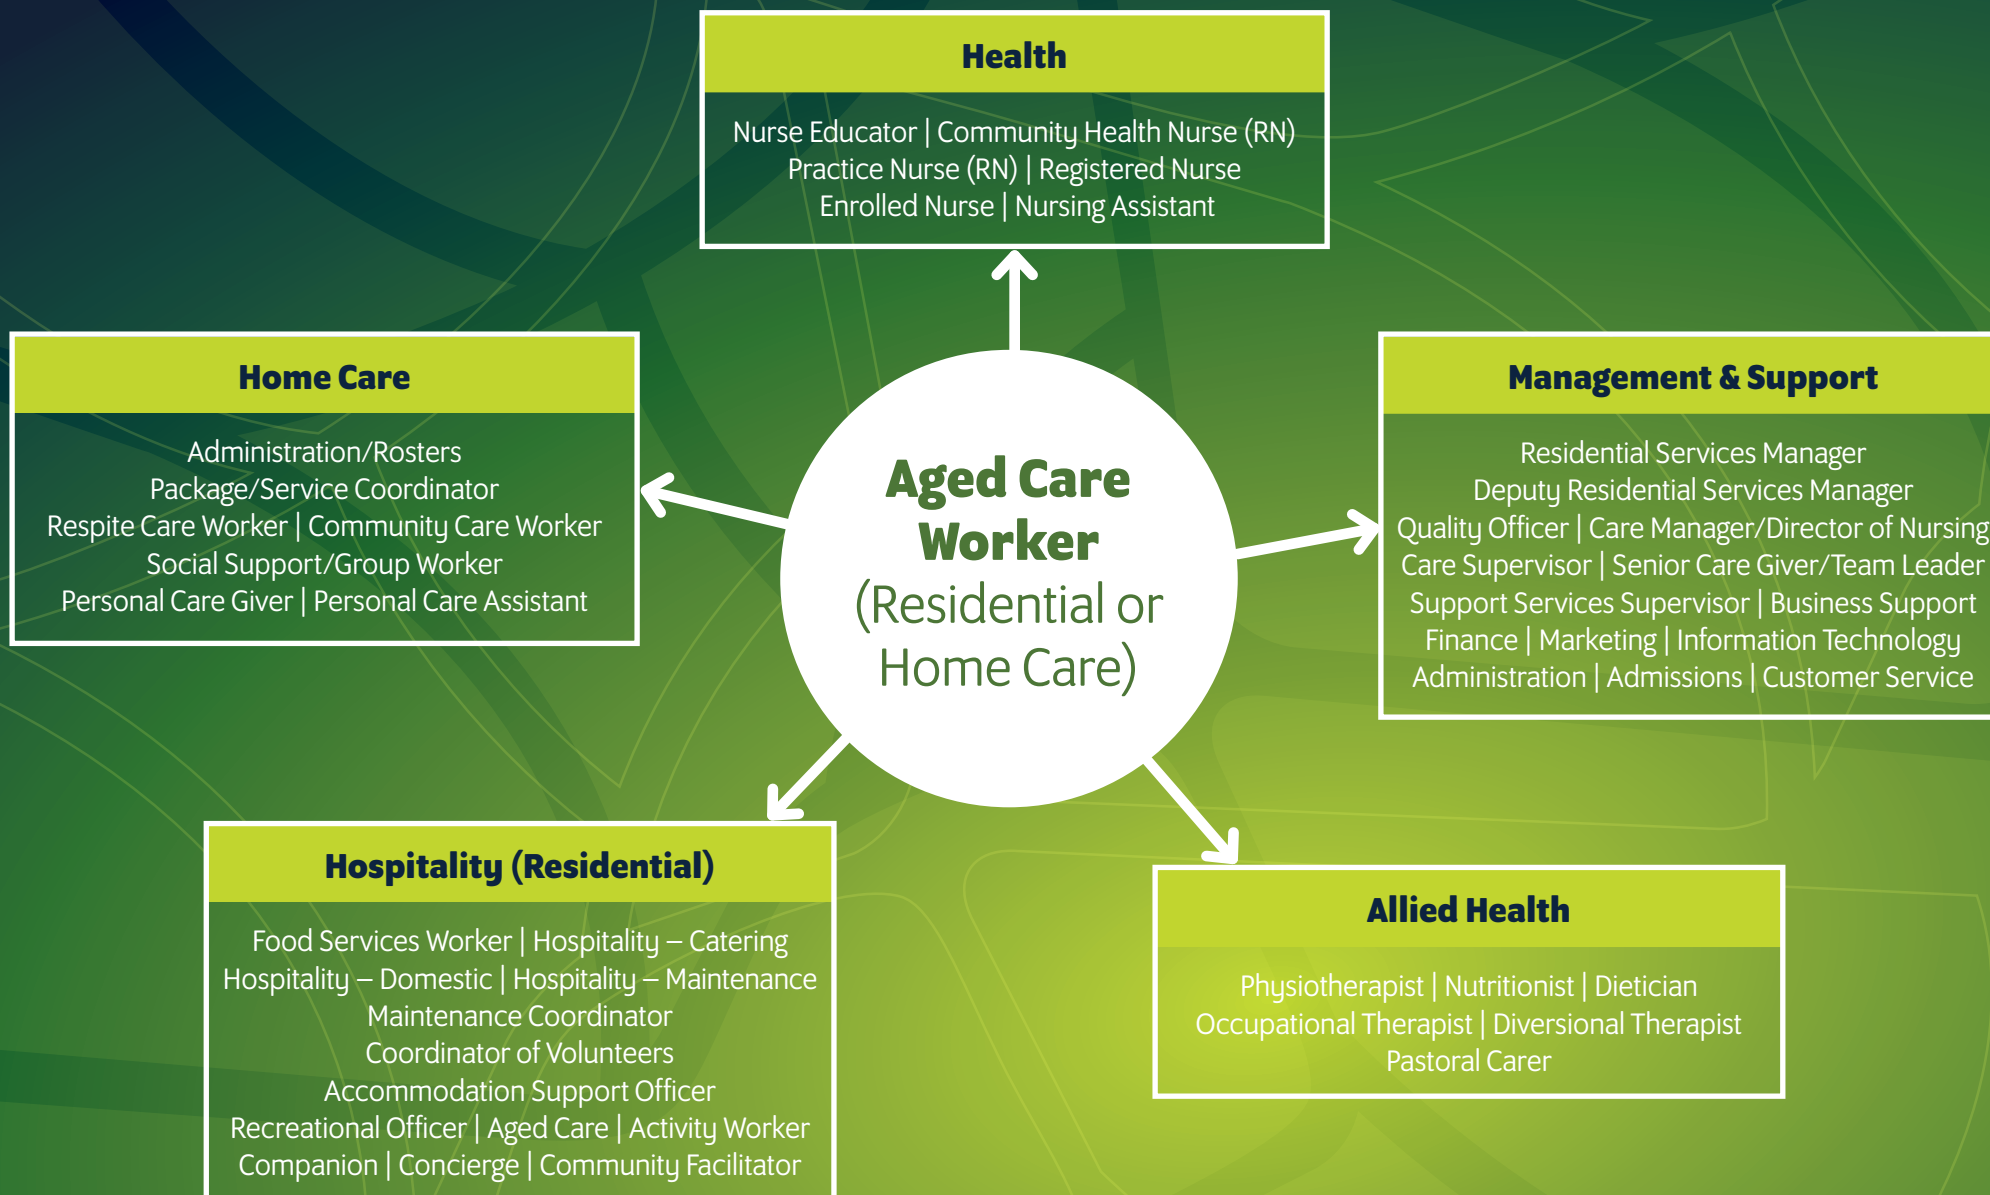 Health
Nurse Educator | Community Health Nurse (RN)
Practice Nurse (RN) | Registered Nurse
Enrolled Nurse | Nursing Assistant
Home Care
Administration/Rosters
Package/Service Coordinator
Respite Care Worker | Community Care Worker
Social Support/Group Worker
Personal Care Giver | Personal Care Assistant
Aged Care
Worker
(Residential or
Home Care)
Management & Support
Residential Services Manager
Deputy Residential Services Manager
Quality Officer | Care Manager/Director of Nursing
Care Supervisor | Senior Care Giver/Team Leader
Support Services Supervisor | Business Support
Finance | Marketing | Information Technology
Administration | Admissions | Customer Service
Hospitality (Residential)
Food Services Worker | Hospitality – Catering
Hospitality – Domestic | Hospitality – Maintenance
Maintenance Coordinator
Coordinator of Volunteers
Accommodation Support Officer
Recreational Officer | Aged Care | Activity Worker
Companion | Concierge | Community Facilitator
Allied Health
Physiotherapist | Nutritionist | Dietician
Occupational Therapist | Diversional Therapist
Pastoral Carer